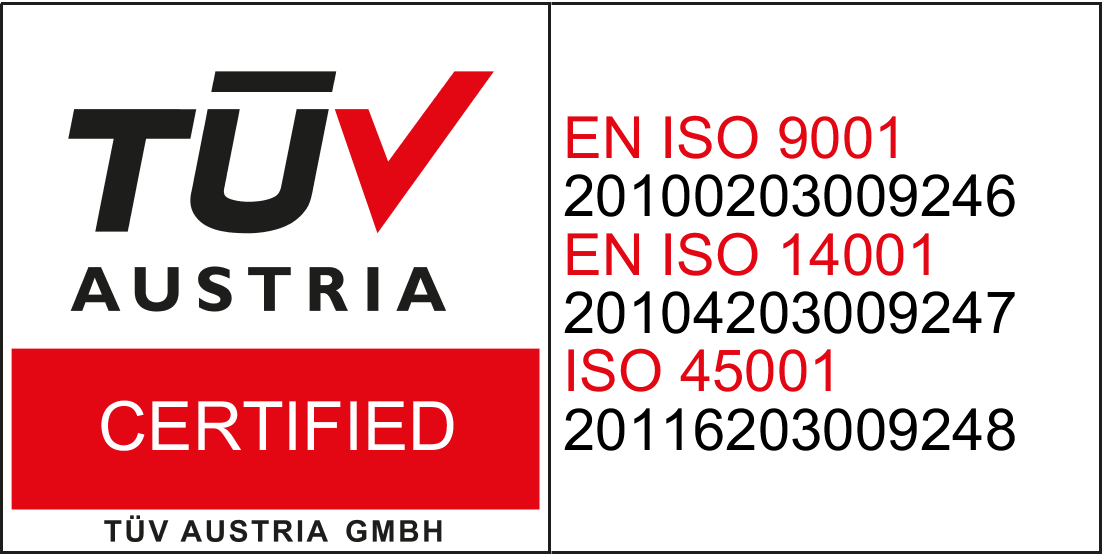 TÜV
AUSTRIA
CERTIFIED
TÜV AUSTRIA GMBH
EN ISO 9001
20100203009246
EN ISO 14001
20104203009247
ISO 45001
20116203009248